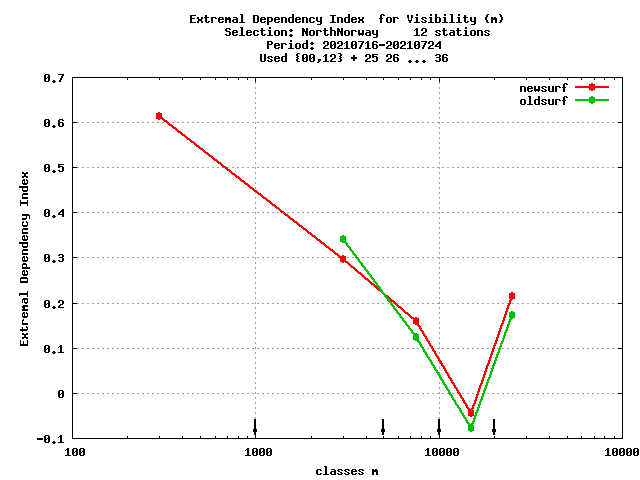 Extremal Dependency Index  for Visibility (m)
Selection: NorthNorway     12 stations
Period: 20210716-20210724
Used {00,12} + 25 26 ... 36
newsurf
oldsurf
0.7
0.6
0.5
0.4
0.3
0.2
0.1
0
-0.1
Extremal Dependency Index
100
1000
10000
10000
classes m